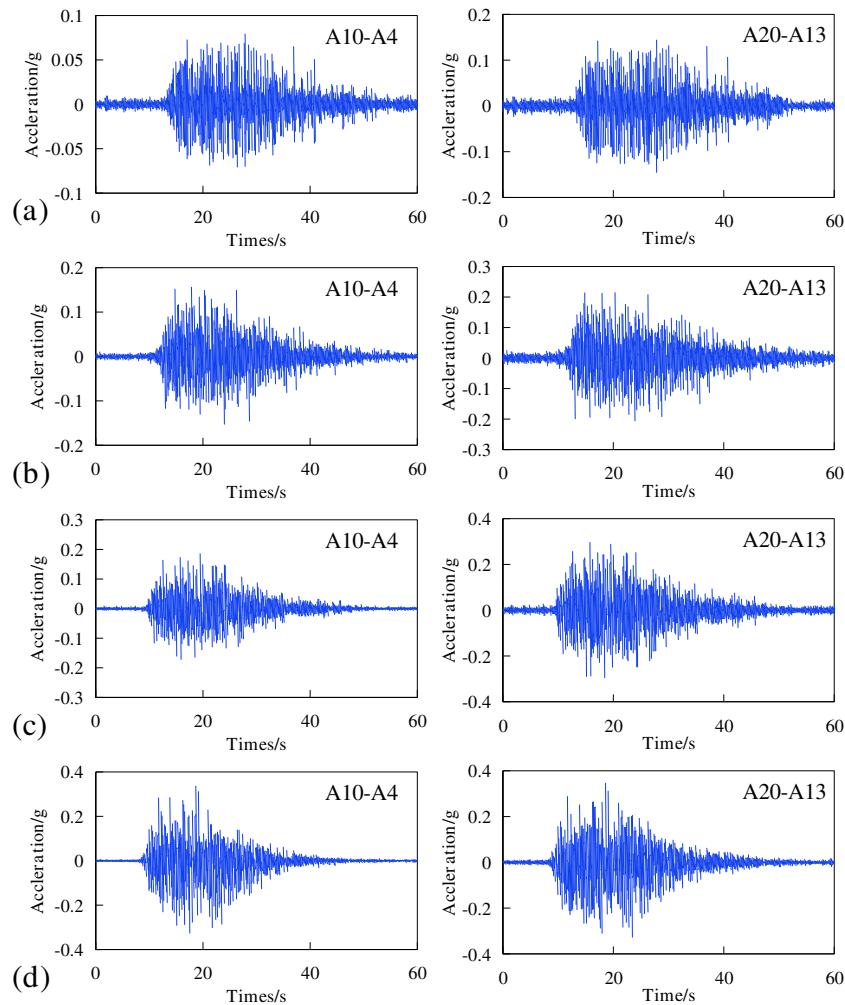 0.1
0.05
0
-0.05
-0.1
Accleration/g
A10-A4
0
20
40
60
Times/s
(a)
0.2
0.1
0
-0.1
0.2
Accleration/g
A20-A13
0
20
40
60
Times/s
0.2
0.1
0
-0.1
-0.2
Accleration/g
A10-A4
0
20
40
60
Times/s
(b)
0.3
0.2
0.1
0
-0.1
-0.2
-0.3
Accleration/g
A20-A13
0
20
40
60
Times/s
0.3
0.2
0.1
0
-0.1
-0.2
-0.3
Accleration/g
A10-A4
0
20
40
60
Times/s
(c)
0.4
0.2
0
-0.2
-0.4
Accleration/g
A20-A13
0
20
40
60
Times/s
0.4
0.2
0
-0.2
-0.4
Accleration/g
A10-A4
0
20
40
60
Times/s
(d)
0.4
0.2
0
-0.2
-0.4
Accleration/g
A20-A13
0
20
40
60
Times/s